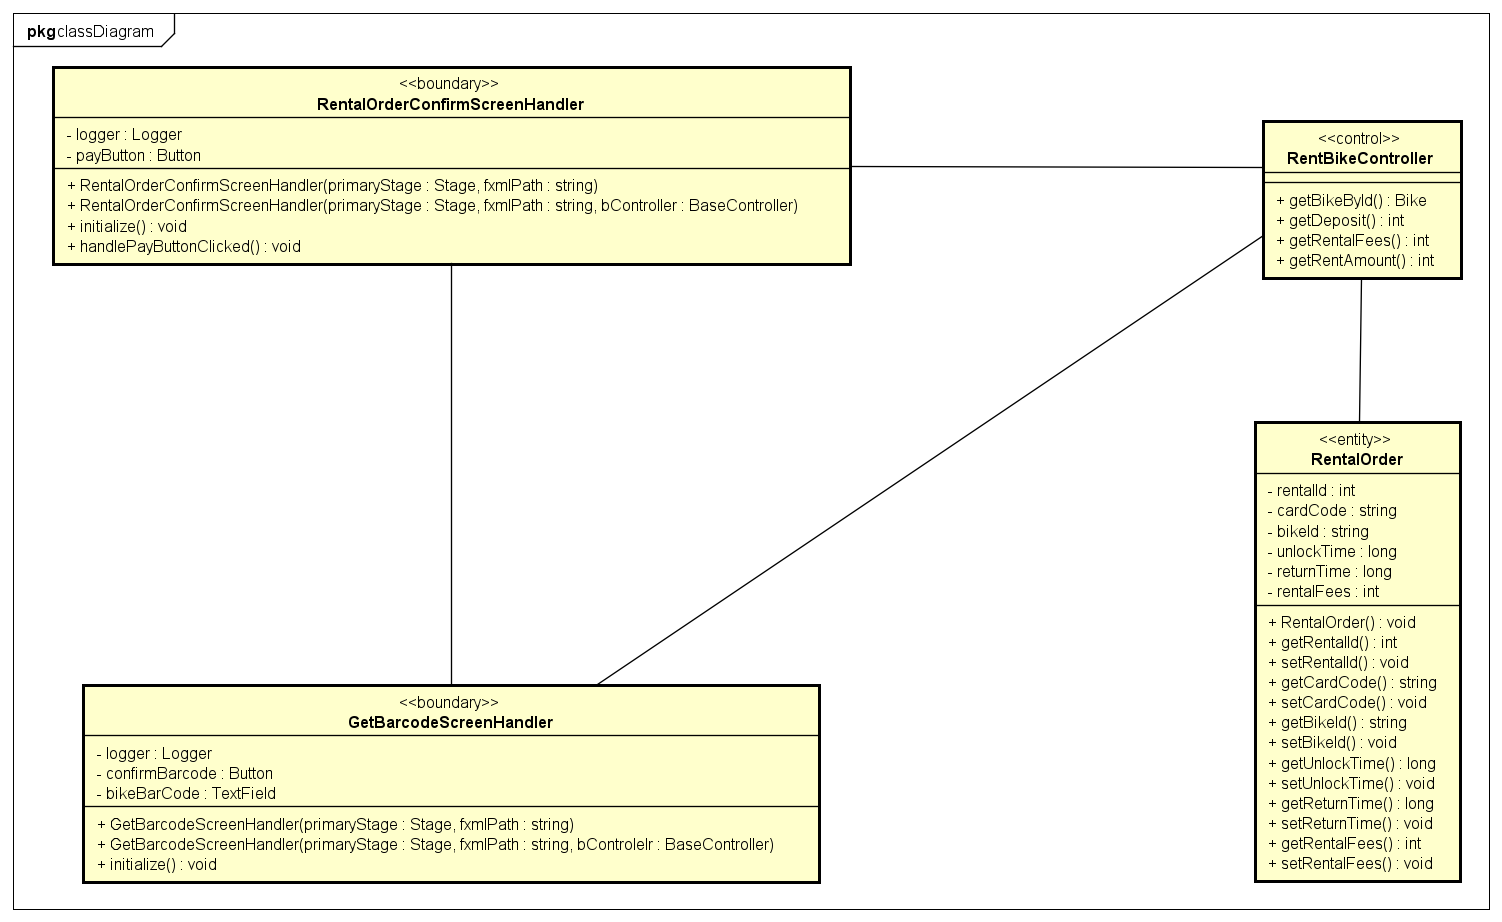 pkg classDiagram
<<boundary>>
RentalOrderConfirmScreenHandler
- logger : Logger
- payButton : Button
+ RentalOrderConfirmScreenHandler(primaryStage : Stage, fxmlPath : string)
+ RentalOrderConfirmScreenHandler(primaryStage : Stage, fxmlPath : string, bController : BaseController)
+ initialize() : void
+ handlePayButtonClicked() : void
<<control>>
RentBikeController
+ getBikeById() : Bike
+ getDeposit() : int
+ getRentalFees() : int
+ getRentAmount() : int
<<entity>>
RentalOrder
- rentalId : int
- cardCode : string
- bikeId : string
- unlockTime : long
- returnTime : long
- rentalFees : int
+ RentalOrder() : void
+ getRentalId() : int
+ setRentalId() : void
+ getCardCode() : string
+ setCardCode() : void
+ getBikeId() : string
+ setBikeId() : void
+ getUnlockTime() : long
+ setUnlockTime() : void
+ getReturnTime() : long
+ setReturnTime() : void
+ getRentalFees() : int
+ setRentalFees() : void
<<boundary>>
GetBarcodeScreenHandler
- logger : Logger
- confirmBarcode : Button
- bikeBarCode : TextField
+ GetBarcodeScreenHandler(primaryStage : Stage, fxmlPath : string)
+ GetBarcodeScreenHandler(primaryStage : Stage, fxmlPath : string, bControlelr : BaseController)
+ initialize() : void